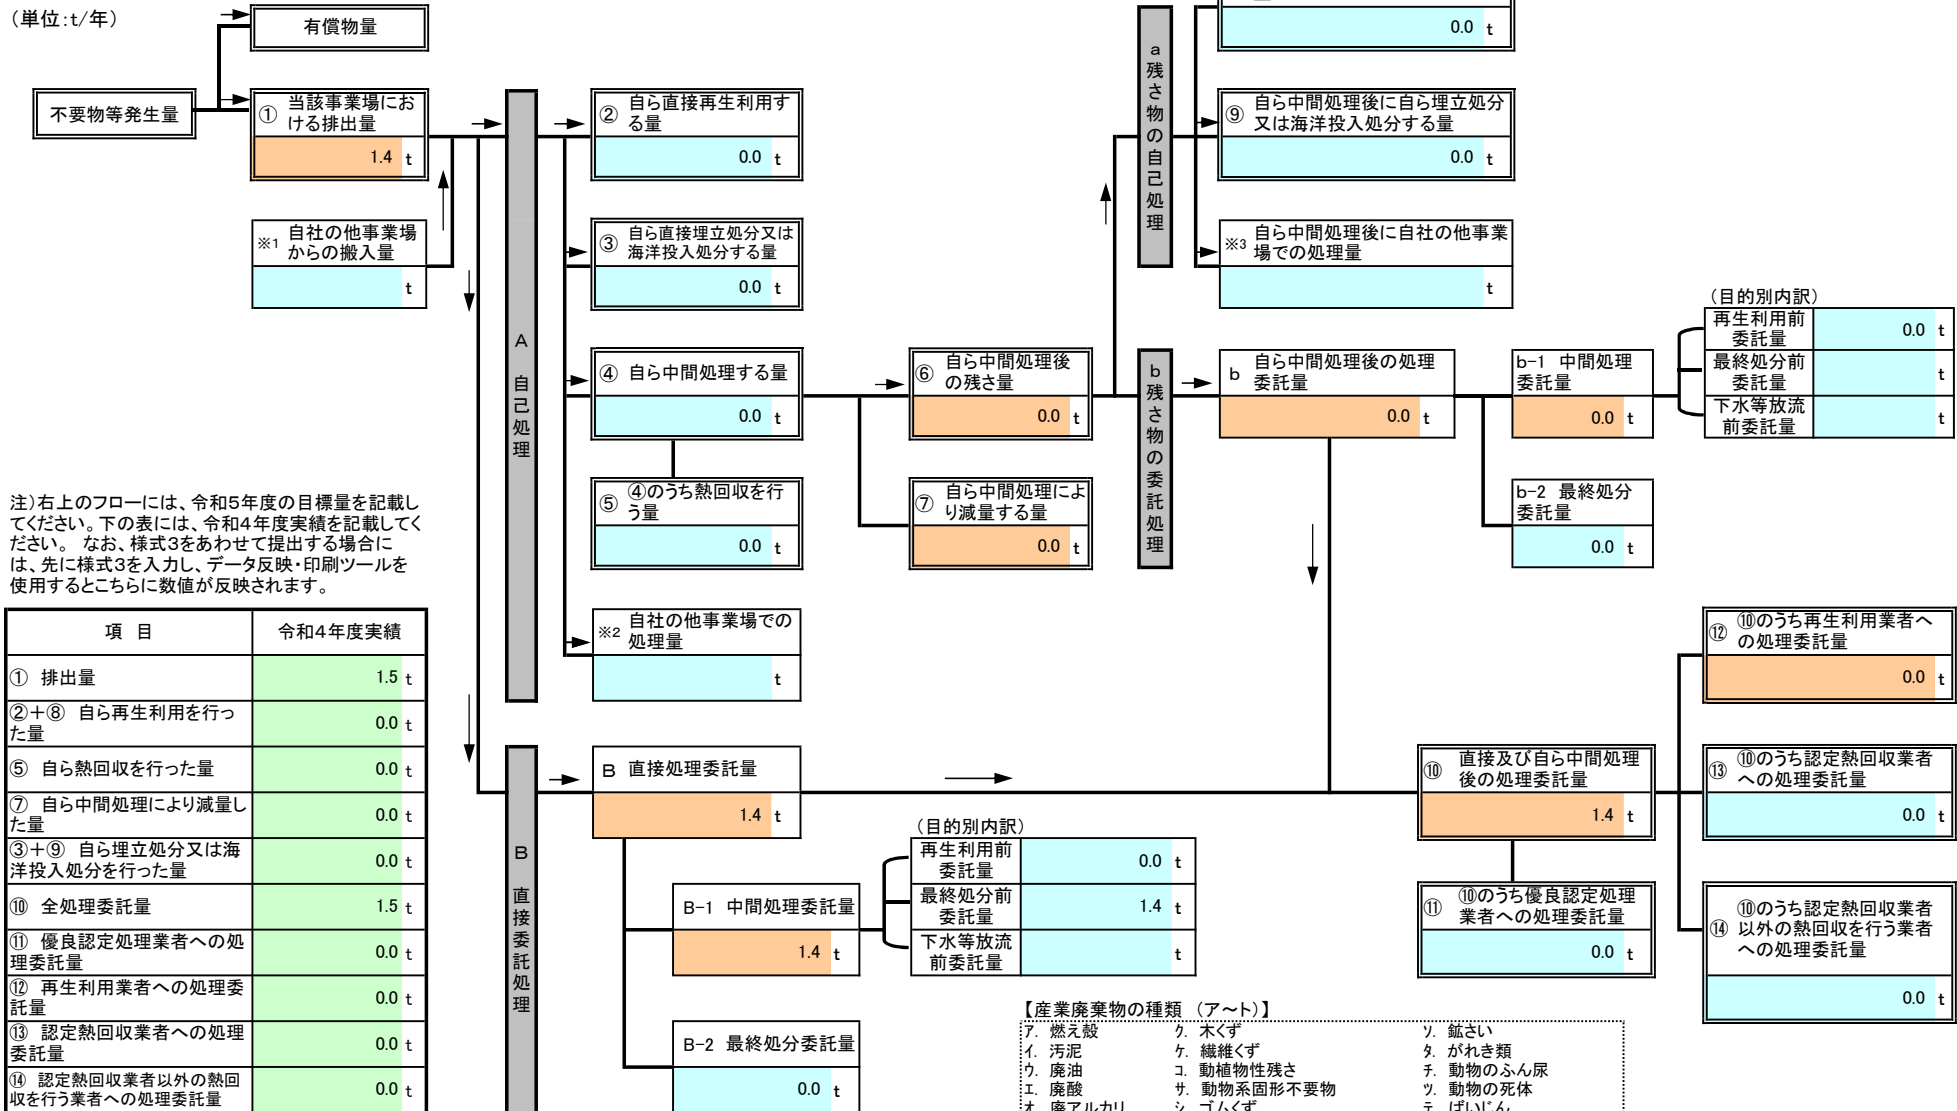 (単位:t/年)
有償物量
不要物等発生量
① 当該事業場にお
ける排出量
1.4 t
※1 自社の他事業場
からの搬入量
t
A 自己処理
② 自ら直接再生利用す
る量
0.0 t
③ 自ら直接埋立処分又は
海洋投入処分する量
0.0 t
④ 自ら中間処理する量
0.0 t
⑤ ④のうち熱回収を行
う量
0.0 t
※2 自社の他事業場での
処理量
t
⑥ 自ら中間処理後
の残さ量
0.0 t
⑦ 自ら中間処理によ
り減量する量
0.0 t
a 残さ物の自己処理
0.0 t
⑨ 自ら中間処理後に自ら埋立処分
又は海洋投入処分する量
0.0 t
※3 自ら中間処理後に自社の他事業
場での処理量
t
b 残さ物の委託処理
b 自ら中間処理後の処理
委託量
0.0 t
b-1 中間処理
委託量
0.0 t
(目的別内訳)
再生利用前
委託量
0.0 t
最終処分前
委託量
t
下水等放流
前委託量
t
b-2 最終処分
委託量
0.0 t
注)右上のフローには、令和5年度の目標量を記載し
てください。下の表には、令和4年度実績を記載してく
ださい。 なお、様式3をあわせて提出する場合に
は、先に様式3を入力し、データ反映・印刷ツールを
使用するとこちらに数値が反映されます。
項 目 令和4年度実績
① 排出量 1.5 t
②+⑧ 自ら再生利用を行っ
た量
0.0 t
⑤ 自ら熱回収を行った量 0.0 t
⑦ 自ら中間処理により減量し
た量
0.0 t
③+⑨ 自ら埋立処分又は海
洋投入処分を行った量
0.0 t
⑩ 全処理委託量 1.5 t
⑪ 優良認定処理業者への処
理委託量
0.0 t
⑫ 再生利用業者への処理委
託量
0.0 t
⑬ 認定熱回収業者への処理
委託量
0.0 t
⑭ 認定熱回収業者以外の熱回
収を行う業者への処理委託量
0.0 t
B 直接委託処理
B 直接処理委託量
1.4 t
B-1 中間処理委託量
1.4 t
(目的別内訳)
再生利用前
委託量
0.0 t
最終処分前
委託量
1.4 t
下水等放流
前委託量
t
B-2 最終処分委託量
0.0 t
⑩ 直接及び自ら中間処理
後の処理委託量
1.4 t
⑪ ⑩のうち優良認定処理
業者への処理委託量
0.0 t
⑫ ⑩のうち再生利用業者へ
の処理委託量
0.0 t
⑬ ⑩のうち認定熱回収業者
への処理委託量
0.0 t
⑭ ⑩のうち認定熱回収業者
以外の熱回収を行う業者
への処理委託量
0.0 t
【産業廃棄物の種類 (ア~ト)】
ア. 燃え殻 ク. 木くず ソ. 鉱さい
イ. 汚泥 ケ. 繊維くず タ. がれき類
ウ. 廃油 コ. 動植物性残さ チ. 動物のふん尿
エ. 廃酸 サ. 動物系固形不要物 ツ. 動物の死体
オ. 廃アルカリ シ. ゴムくず テ. ばいじん